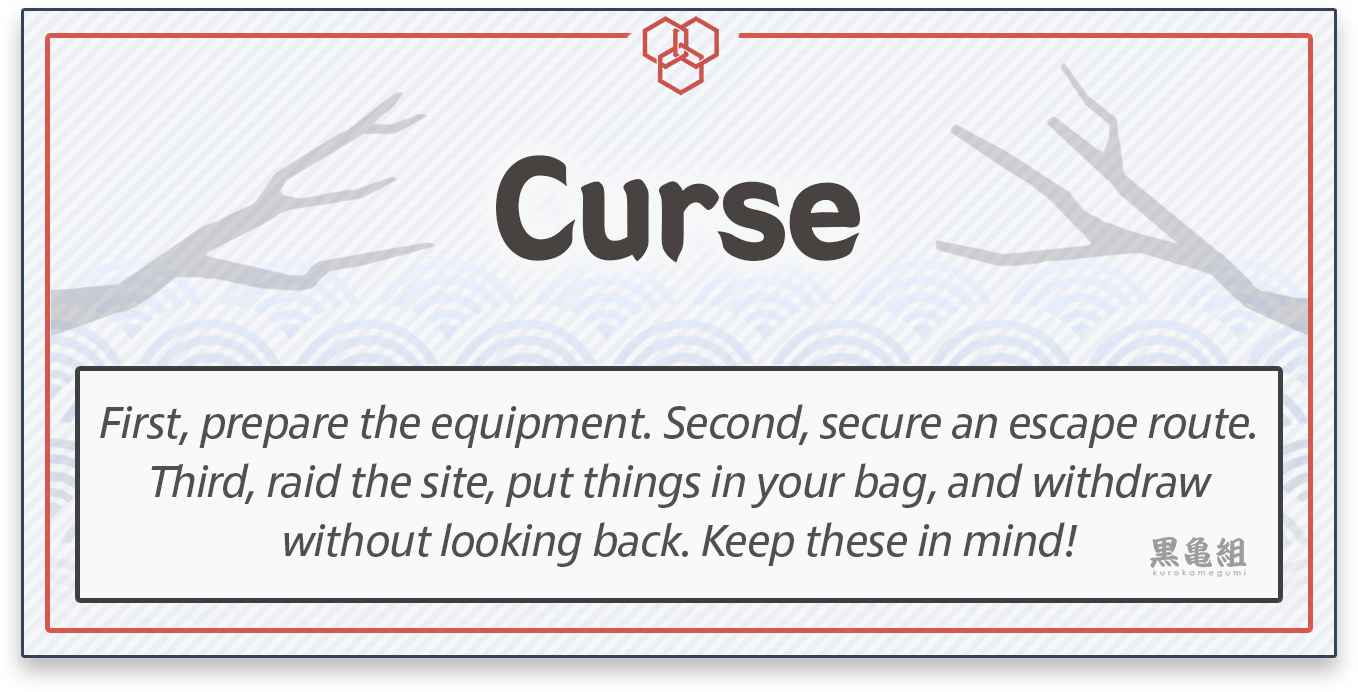 Curse
First, prepare the equipment. Second, secure an escape route.
Third, raid the site, put things in your bag, and withdraw
without looking back. Keep these in mind!
黒亀組
kurokamegumi